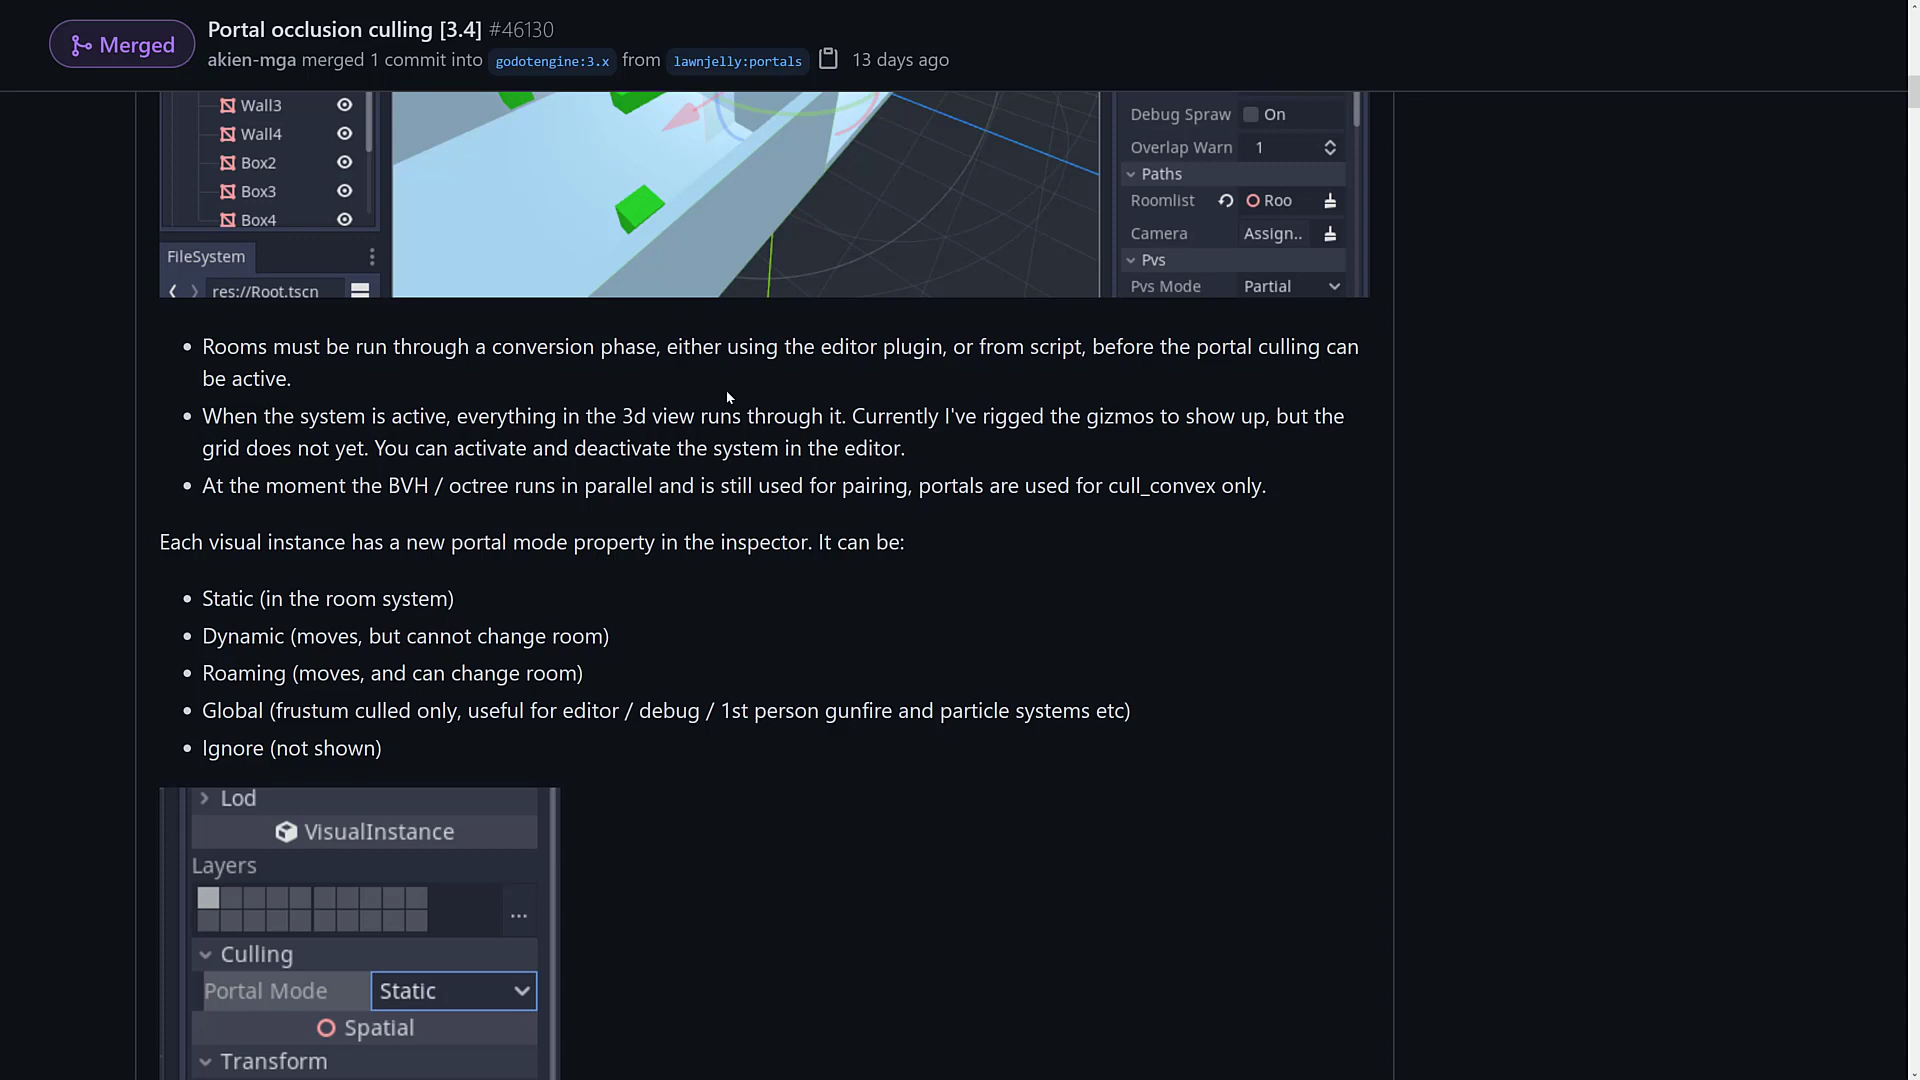 Merged
Portal occlusion culling [3.4] #46130
akien-mga merged 1 commit into godotengine:3.x from lawnjelly:portals 13 days ago
Wall3
Wall4
Box2
Box3
Box4
FileSystem
res://Root.tscn
Debug Spraw On
Overlap Warn 1
Paths
Roomlist Roo
Camera Assign..
Pvs
Pvs Mode Partial
• Rooms must be run through a conversion phase, either using the editor plugin, or from script, before the portal culling can
be active.
• When the system is active, everything in the 3d view runs through it. Currently I've rigged the gizmos to show up, but the
grid does not yet. You can activate and deactivate the system in the editor.
• At the moment the BVH / octree runs in parallel and is still used for pairing, portals are used for cull_convex only.
Each visual instance has a new portal mode property in the inspector. It can be:
• Static (in the room system)
• Dynamic (moves, but cannot change room)
• Roaming (moves, and can change room)
• Global (frustum culled only, useful for editor / debug / 1st person gunfire and particle systems etc)
• Ignore (not shown)
Lod
VisualInstance
Layers
...
Culling
Portal Mode Static
Spatial
Transform